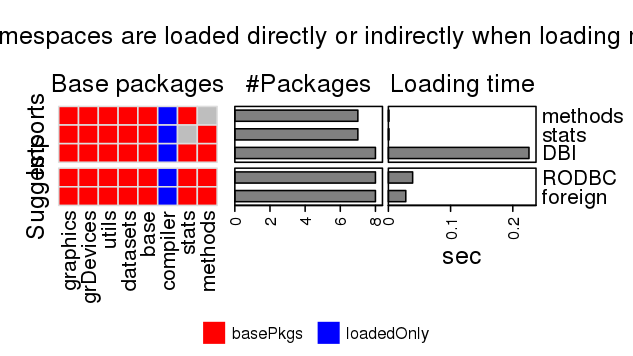 mespaces are loaded directly or indirectly when loading
Base packages #Packages Loading time
Imports
Suggests
methods
stats
DBI
RODBC
foreign
graphics
grDevices
utils
datasets
base
compiler
stats
methods
0 2 4 6 8
0 0.1 0.2
sec
basePkgs loadedOnly